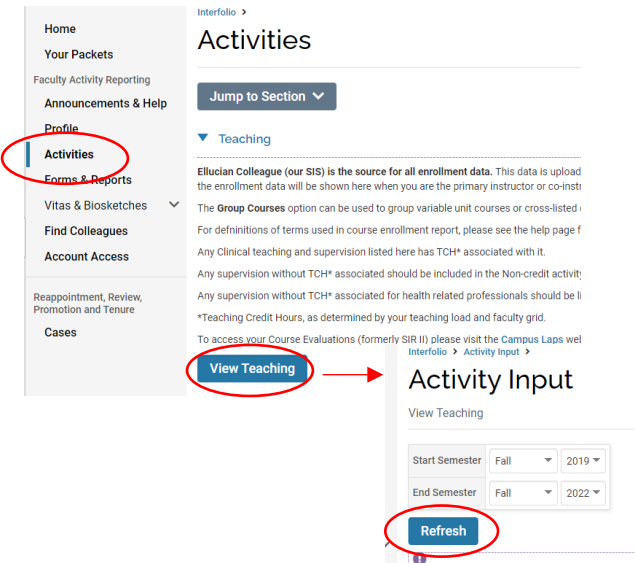 Home
Your Packets
Faculty Activity Reporting
Announcements & Help
Profile
Activities
Forms & Reports
Vitas & Biosketches
Find Colleagues
Account Access
Reappointment, Review,
Promotion and Tenure
Cases
Interfolio >
Activities
Jump to Section
Teaching
Ellucian Colleague (our SIS) is the source for all enrollment data. This data is upload
the enrollment data will be shown here when you are the primary instructor or co-inst
The Group Courses option can be used to group variable unit courses or cross-listed
For defninitions of terms used in course enrollment report, please see the help page f
Any Clinical teaching and supervision listed here has TCH* associated with it.
Any supervision without TCH* associated should be included in the Non-credit activity
Any supervision without TCH* associated for health related professionals should be li
*Teaching Credit Hours, as determined by your teaching load and faculty grid.
To access your Course Evaluations (formerly SIR II) please visit the Campus Laps wel
View Teaching
Interfolio > Activity Input >
Activity Input
View Teaching
Start Semester Fall 2019
End Semester Fall 2022
Refresh